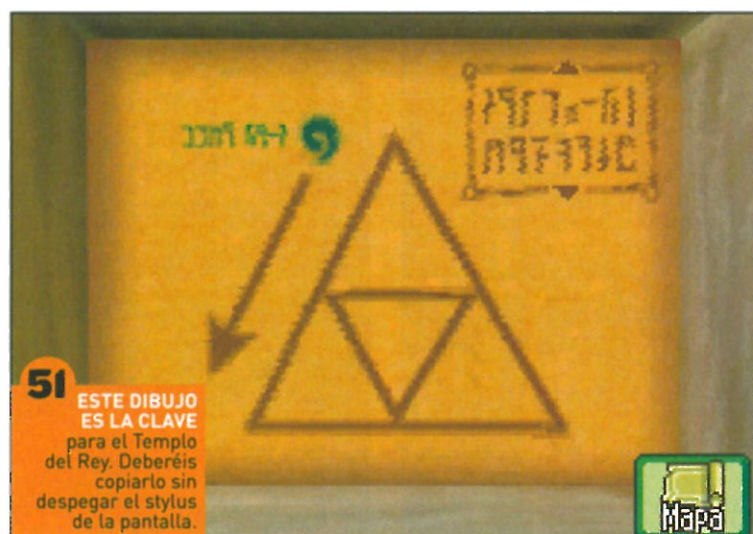 51 ESTE DIBUJO
ES LA CLAVE
para el Templo
del Rey. Deberéis
copiarlo sin
despegar el stylus
de la pantalla.
Mapa